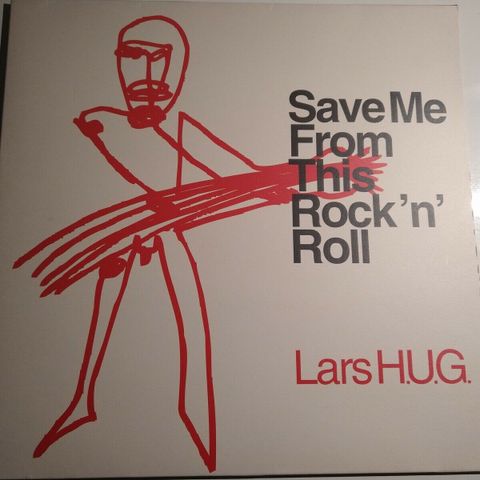 Save Me
From
This
Rock 'n'
Roll
Lars H.U.G.